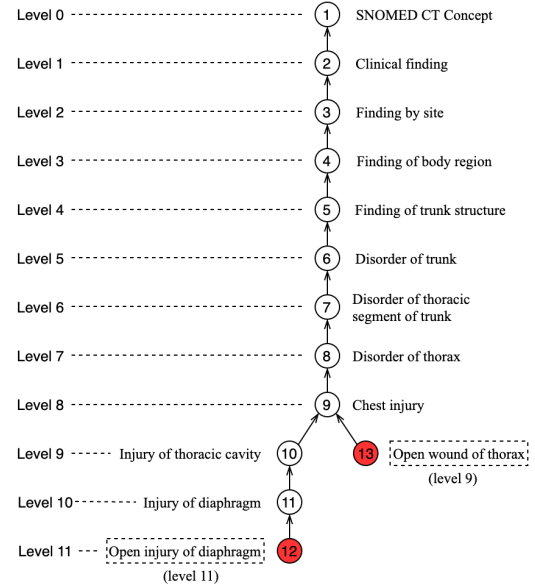 Level 0 1 SNOMED CT Concept
Level 1 2 Clinical finding
Level 2 3 Finding by site
Level 3 4 Finding of body region
Level 4 5 Finding of trunk structure
Level 5 6 Disorder of trunk
Level 6 7 Disorder of thoracic
segment of trunk
Level 7 8 Disorder of thorax
Level 8 9 Chest injury
Level 9 Injury of thoracic cavity 10 13 Open wound of thorax
(level 9)
Level 10 Injury of diaphragm 11
Level 11 Open injury of diaphragm 12
(level 11)